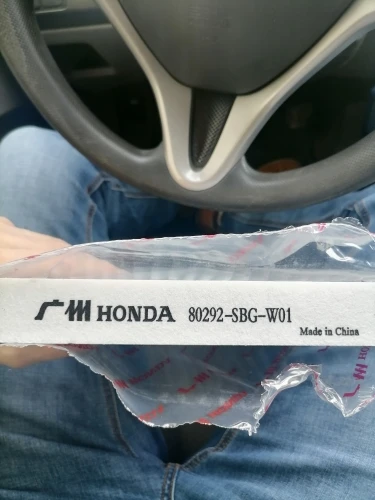 广州 HONDA 80292-SBG-W01
Made in China